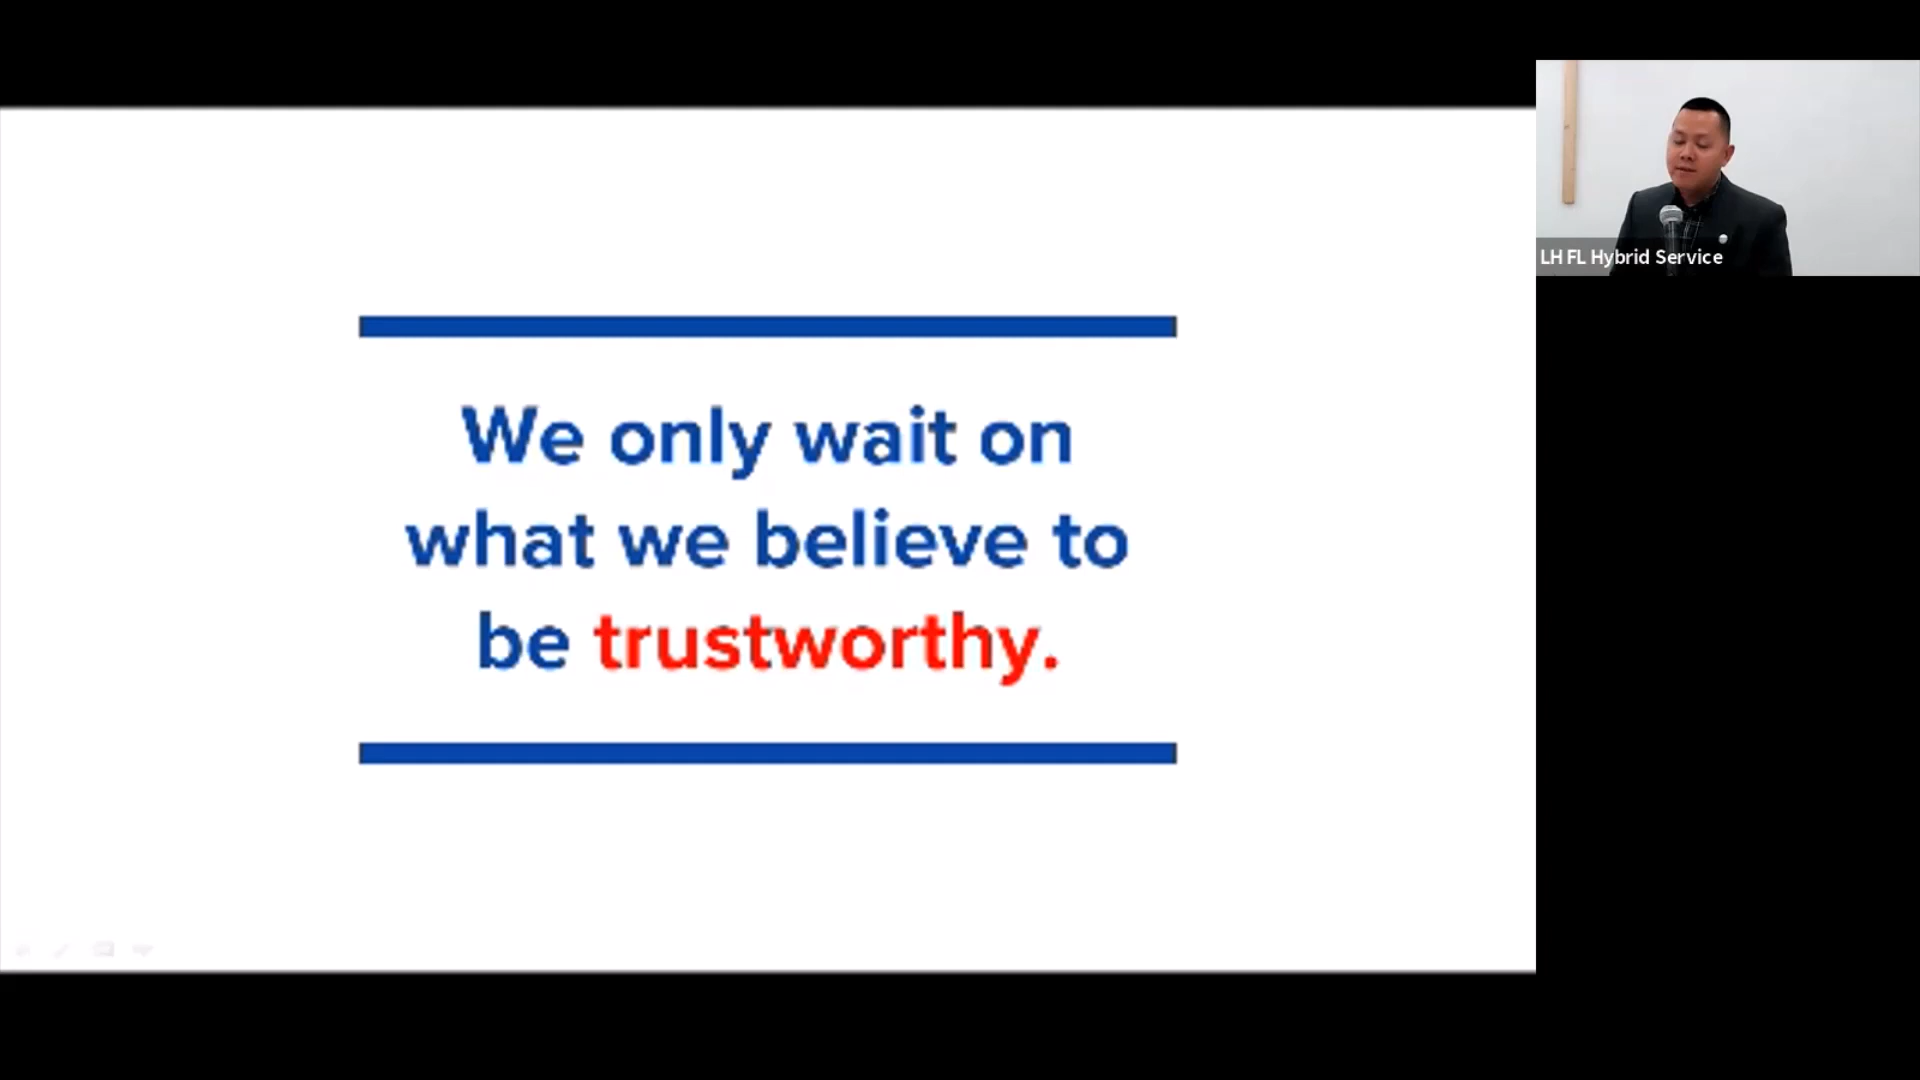 We only wait on
what we believe to
be trustworthy.
LH FL Hybrid Service